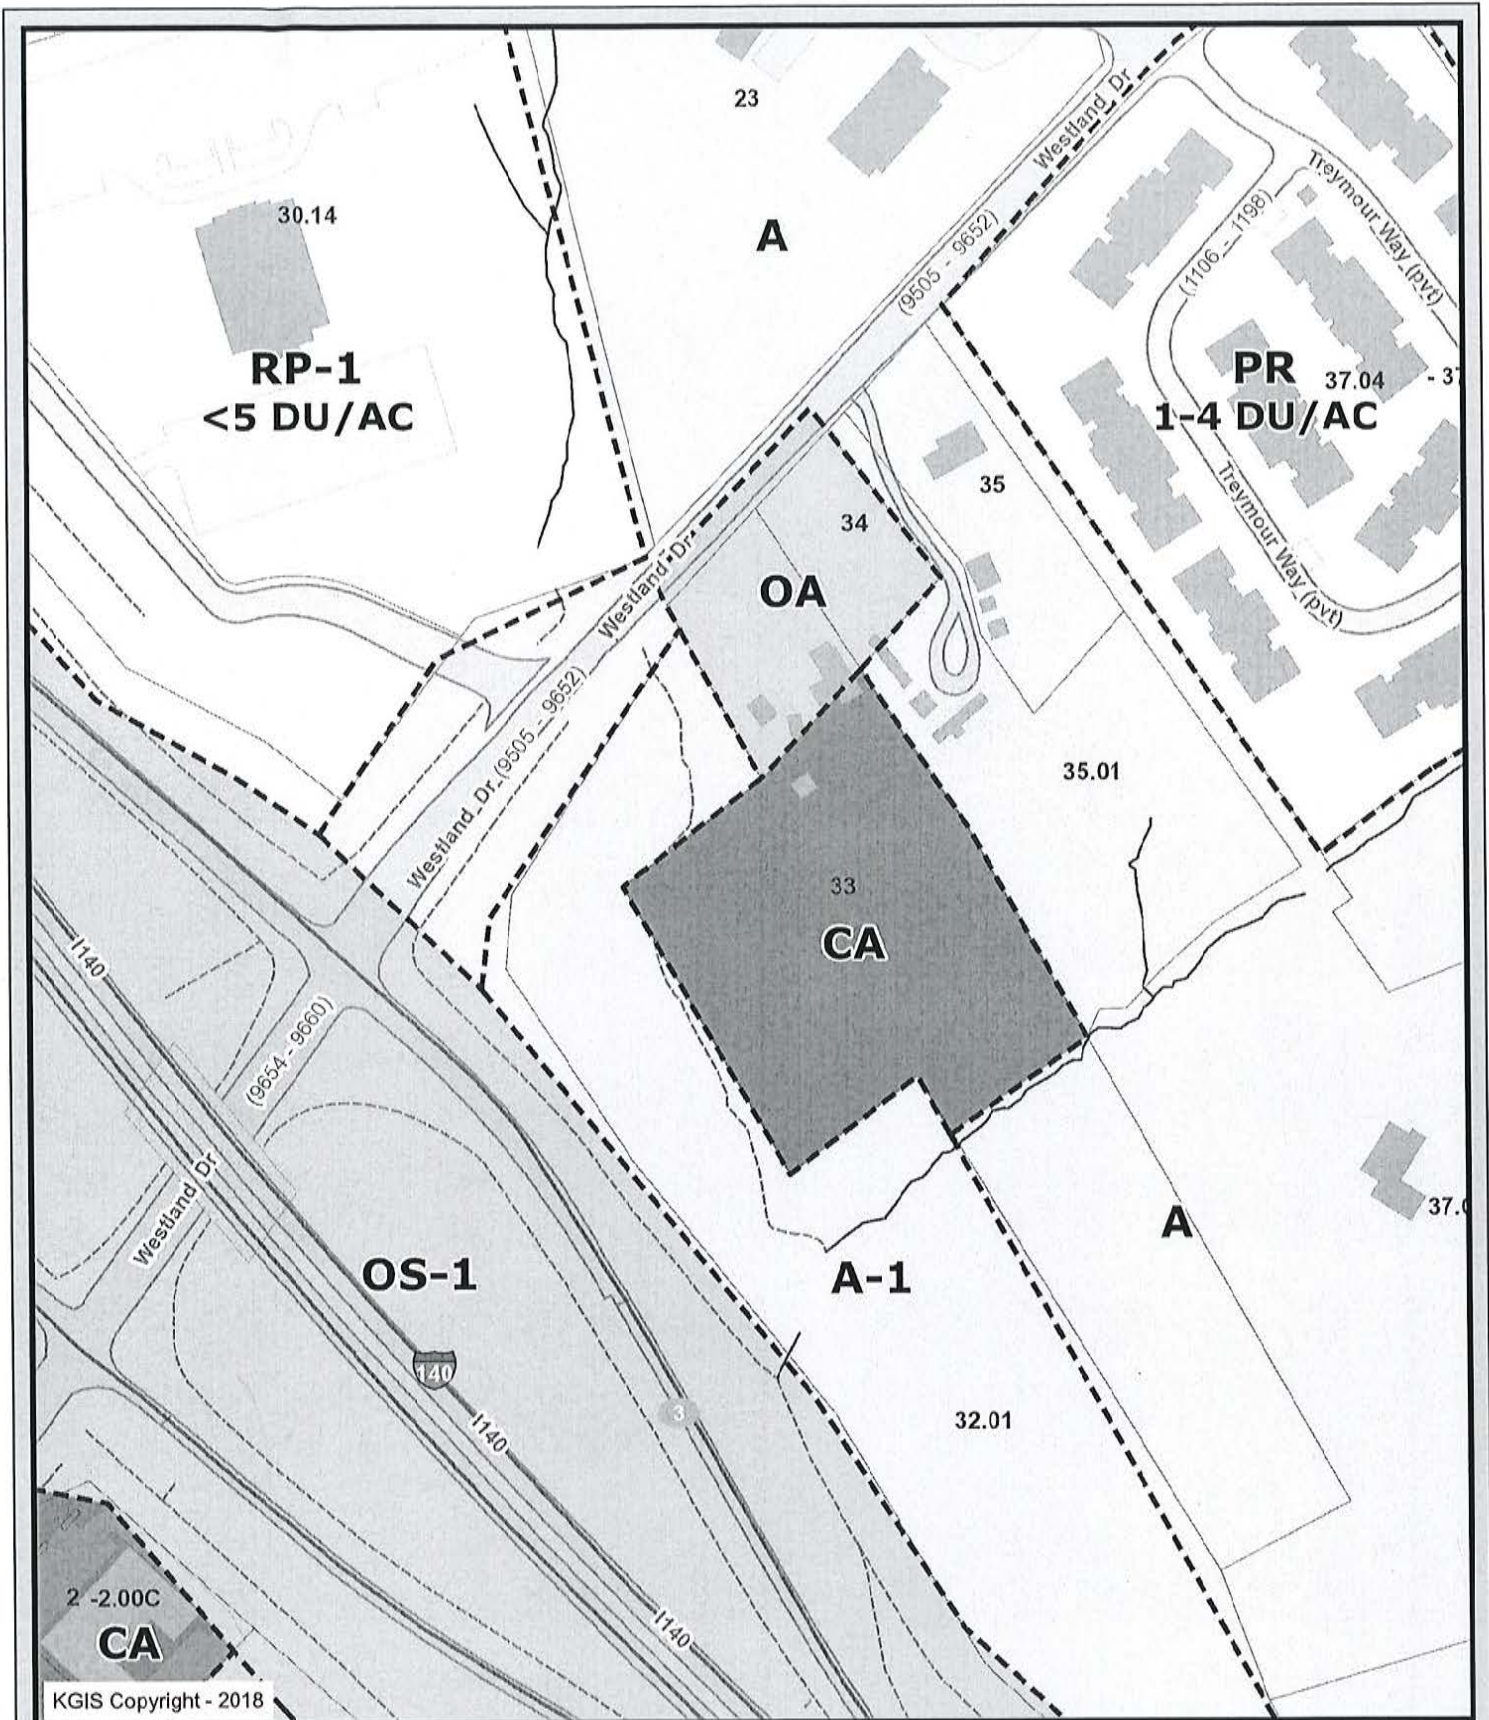 23
Westland Dr
Treymour Way (pvt)
30.14
(1106 - 1198)
A
(9505 - 9652)
RP-1
<5 DU/AC
PR
37.04
- 37
1-4 DU/AC
35
34
Treymour Way (pvt)
OA
Westland Dr
Westland Dr (9505 - 9652)
35.01
33
CA
I140
(9654 - 9660)
Westland Dr
37.0
A
OS-1
A-1
140
3
I140
32.01
2 -2.00C
CA
I140
KGIS Copyright - 2018